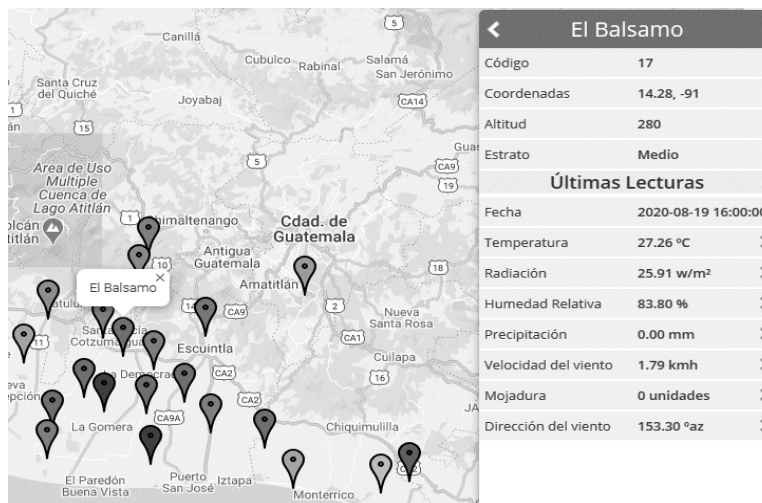 5
Canillá
Cubulco
Rabinal
Salamá
San Jerónimo
Santa Cruz
del Quiché
Joyabaj
CA14
1
15
5
CA9
19
Area de Uso
Multiple
Cuenca de
Lago Atitlán
1
Cdad. de
Guatemala
Antigua
Guatemala
10
18
Amatitlán
El Balsamo
×
14
CA9
2
Nueva
Santa Rosa
11
CA1
Escuintla
Cuilapa
CA2
16
CA2
CA9A
La Gomera
Chiquimulilla
El Paredón
Buena Vista
Puerto
San José
Iztapa
Monterrico
El Balsamo
Código 17
Coordenadas 14.28, -91
Altitud 280
Estrato Medio
Últimas Lecturas
Fecha 2020-08-19 16:00:00
Temperatura 27.26 ºC
Radiación 25.91 w/m²
Humedad Relativa 83.80 %
Precipitación 0.00 mm
Velocidad del viento 1.79 kmh
Mojadura 0 unidades
Dirección del viento 153.30 ºaz